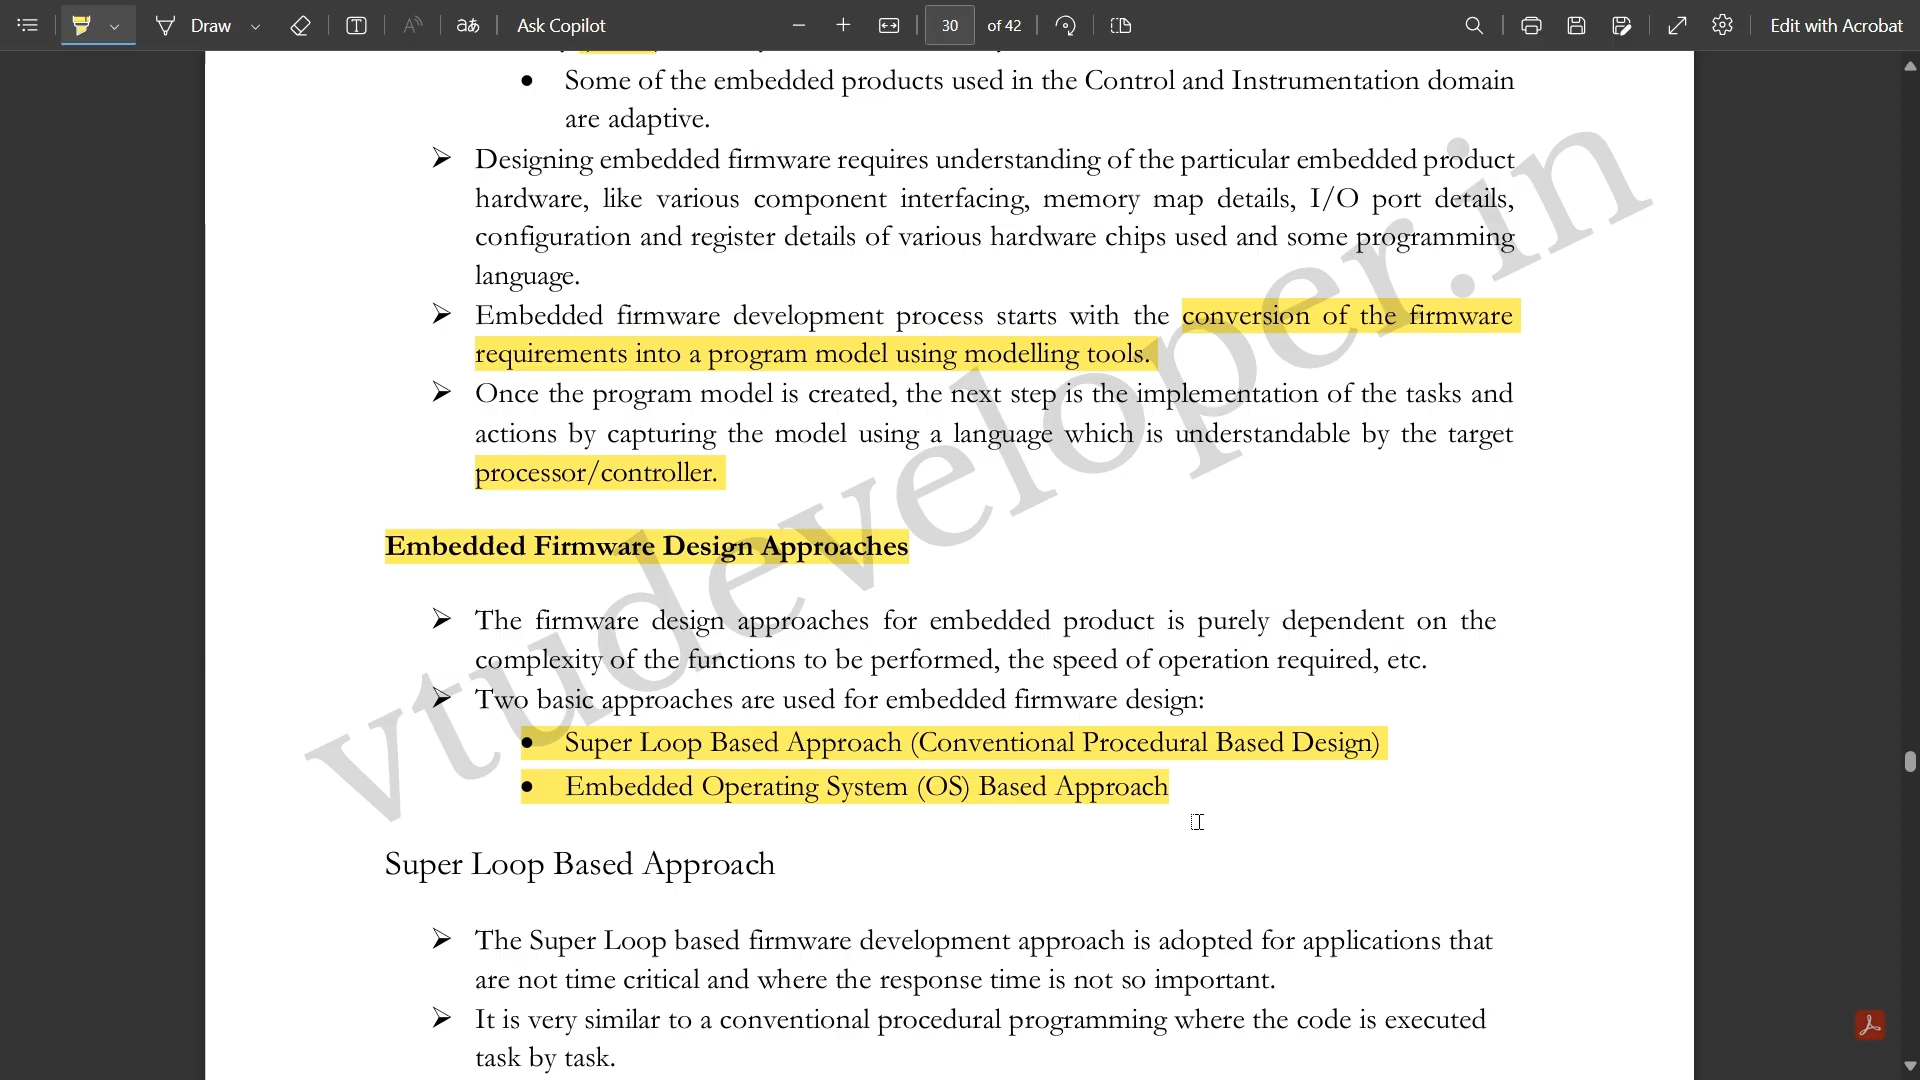 Draw
A
aあ
Ask Copilot
30
of 42
Edit with Acrobat
• Some of the embedded products used in the Control and Instrumentation domain
are adaptive.
➢ Designing embedded firmware requires understanding of the particular embedded product
hardware, like various component interfacing, memory map details, I/O port details,
configuration and register details of various hardware chips used and some programming
language.
➢ Embedded firmware development process starts with the conversion of the firmware
requirements into a program model using modelling tools.
➢ Once the program model is created, the next step is the implementation of the tasks and
actions by capturing the model using a language which is understandable by the target
processor/controller.
Embedded Firmware Design Approaches
➢ The firmware design approaches for embedded product is purely dependent on the
complexity of the functions to be performed, the speed of operation required, etc.
➢ Two basic approaches are used for embedded firmware design:
• Super Loop Based Approach (Conventional Procedural Based Design)
• Embedded Operating System (OS) Based Approach
Super Loop Based Approach
➢ The Super Loop based firmware development approach is adopted for applications that
are not time critical and where the response time is not so important.
➢ It is very similar to a conventional procedural programming where the code is executed
task by task.
vtudeveloper.in